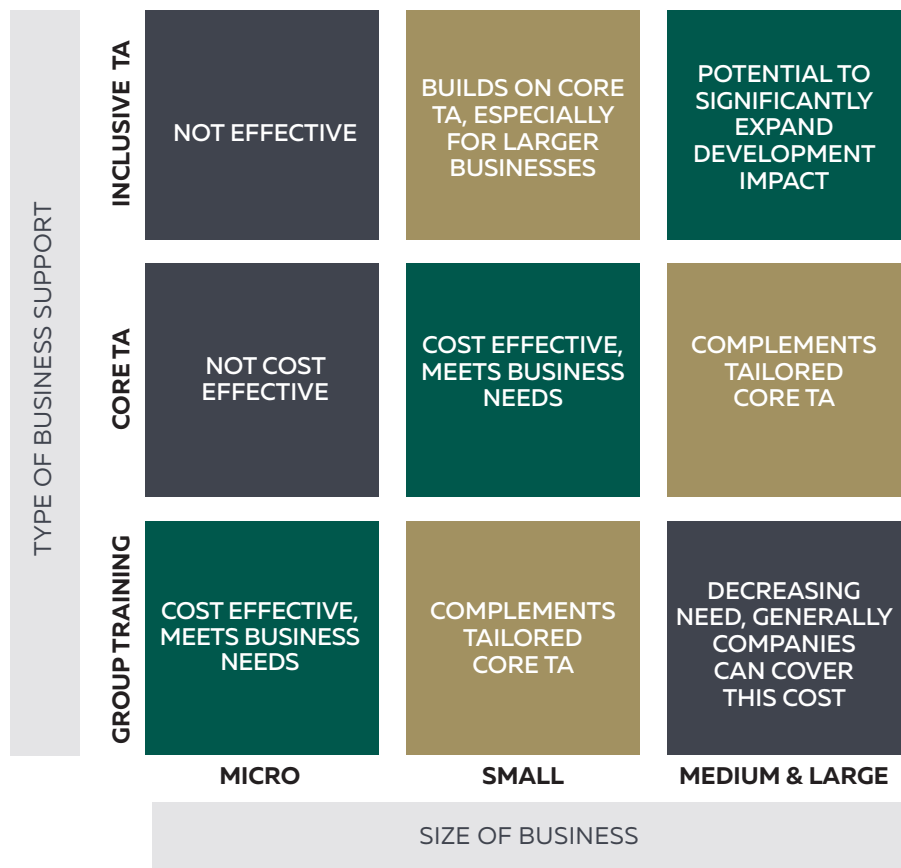 TYPE OF BUSINESS SUPPORT
INCLUSIVE TA
NOT EFFECTIVE
BUILDS ON CORE
TA, ESPECIALLY
FOR LARGER
BUSINESSES
POTENTIAL TO
SIGNIFICANTLY
EXPAND
DEVELOPMENT
IMPACT
CORE TA
NOT COST
EFFECTIVE
COST EFFECTIVE,
MEETS BUSINESS
NEEDS
COMPLEMENTS
TAILORED
CORE TA
GROUP TRAINING
COST EFFECTIVE,
MEETS BUSINESS
NEEDS
COMPLEMENTS
TAILORED
CORE TA
DECREASING
NEED, GENERALLY
COMPANIES
CAN COVER
THIS COST
MICRO
SMALL
MEDIUM & LARGE
SIZE OF BUSINESS